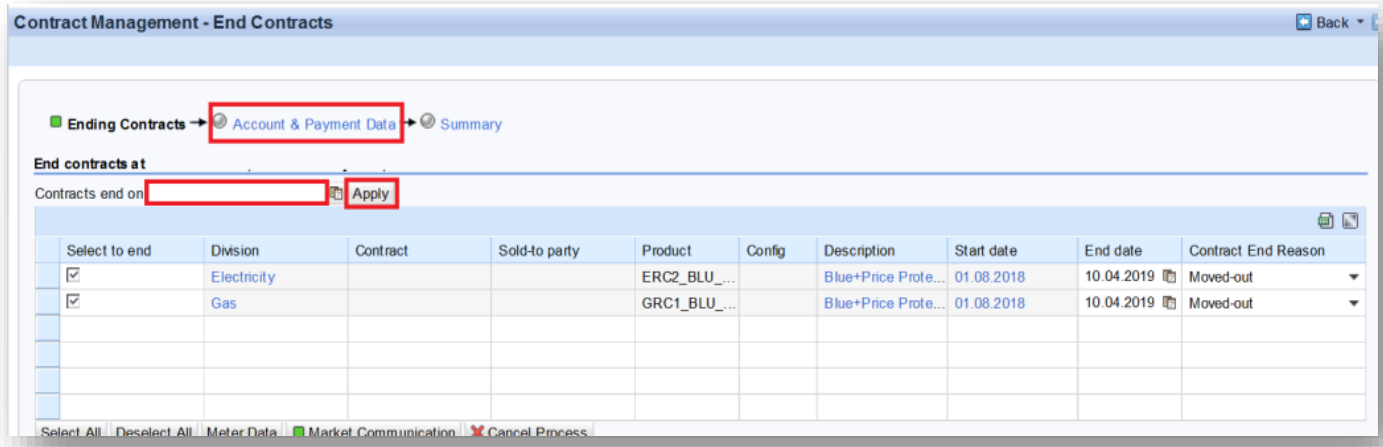 Contract Management - End Contracts Back
Ending Contracts Account & Payment Data Summary
End contracts at
Contracts end on Apply
Select to end Division Contract Sold-to party Product Config Description Start date End date Contract End Reason
Electricity ERC2_BLU_... Blue+Price Prote... 01.08.2018 10.04.2019 Moved-out
Gas GRC1_BLU_... Blue+Price Prote... 01.08.2018 10.04.2019 Moved-out
Select All Deselect All Meter Data Market Communication Cancel Process